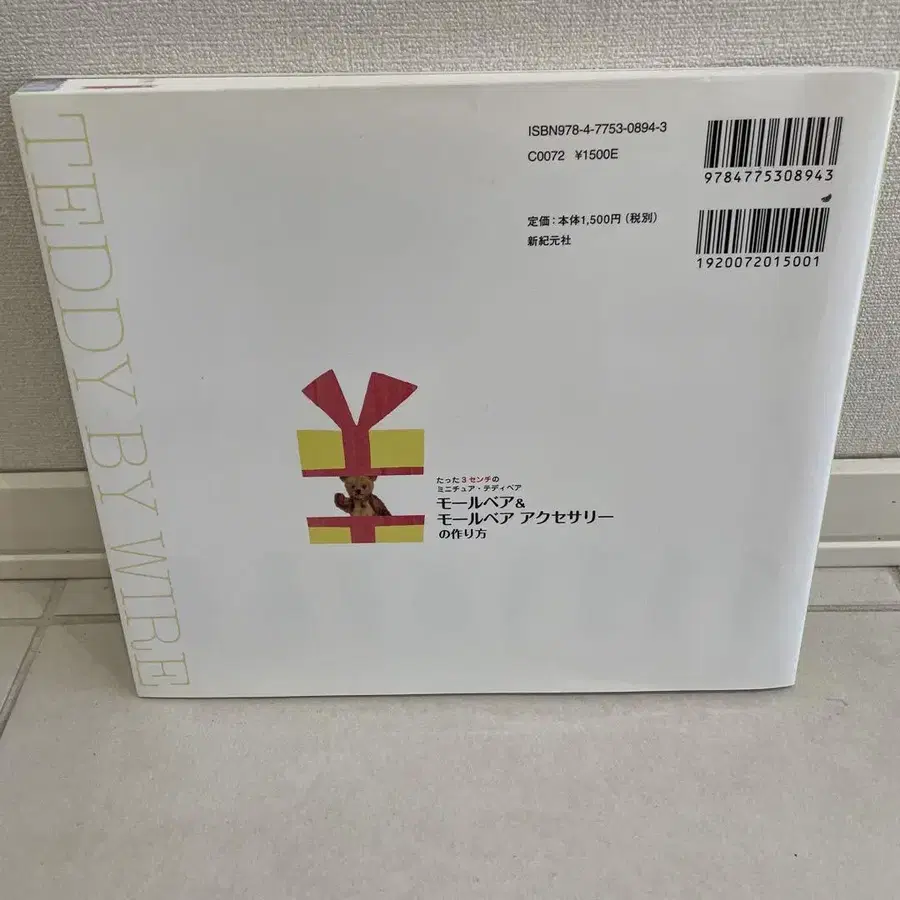 TEDDY BY WIRE
ISBN978-4-7753-0894-3
C0072 ¥1500E
9784775308943
定価：本体1,500円（税別）
新紀元社
1920072015001
たった3センチの
ミニチュア・テディベア
モールベア&
モールベア アクセサリー
の作り方